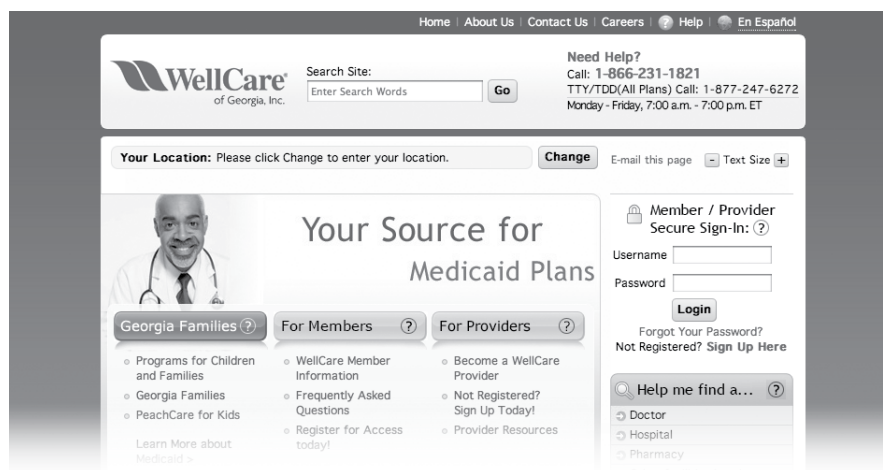 Home | About Us | Contact Us | Careers | ? Help | En Español
WellCare®
of Georgia, Inc.
Search Site:
Enter Search Words
Go
Need Help?
Call: 1-866-231-1821
TTY/TDD(All Plans) Call: 1-877-247-6272
Monday - Friday, 7:00 a.m. - 7:00 p.m. ET
Your Location: Please click Change to enter your location.
Change
E-mail this page - Text Size +
Your Source for
Medicaid Plans
Member / Provider
Secure Sign-In: ?
Username
Password
Login
Forgot Your Password?
Not Registered? Sign Up Here
Georgia Families ?
Programs for Children
and Families
Georgia Families
PeachCare for Kids
Learn More about
Medicaid >
For Members ?
WellCare Member
Information
Frequently Asked
Questions
Register for Access
today!
For Providers ?
Become a WellCare
Provider
Not Registered?
Sign Up Today!
Provider Resources
Help me find a... ?
Doctor
Hospital
Pharmacy